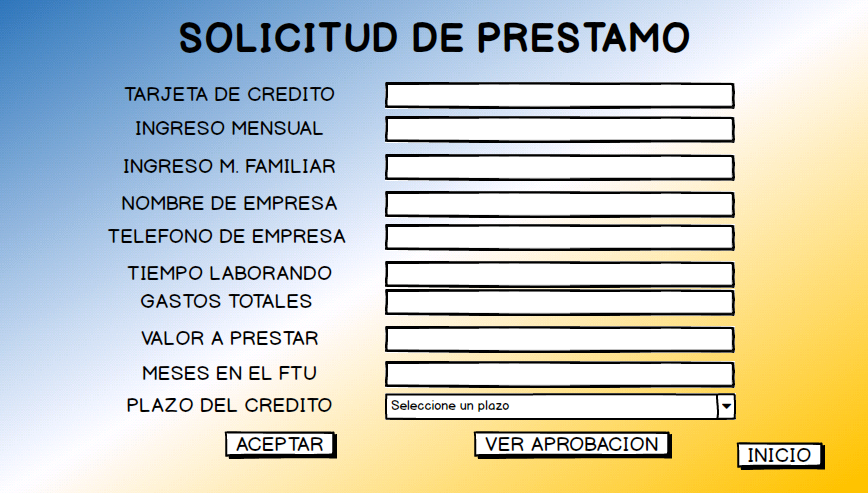 SOLICITUD DE PRESTAMO
TARJETA DE CREDITO
INGRESO MENSUAL
INGRESO M. FAMILIAR
NOMBRE DE EMPRESA
TELEFONO DE EMPRESA
TIEMPO LABORANDO
GASTOS TOTALES
VALOR A PRESTAR
MESES EN EL FTU
PLAZO DEL CREDITO
Seleccione un plazo
ACEPTAR
VER APROBACION
INICIO